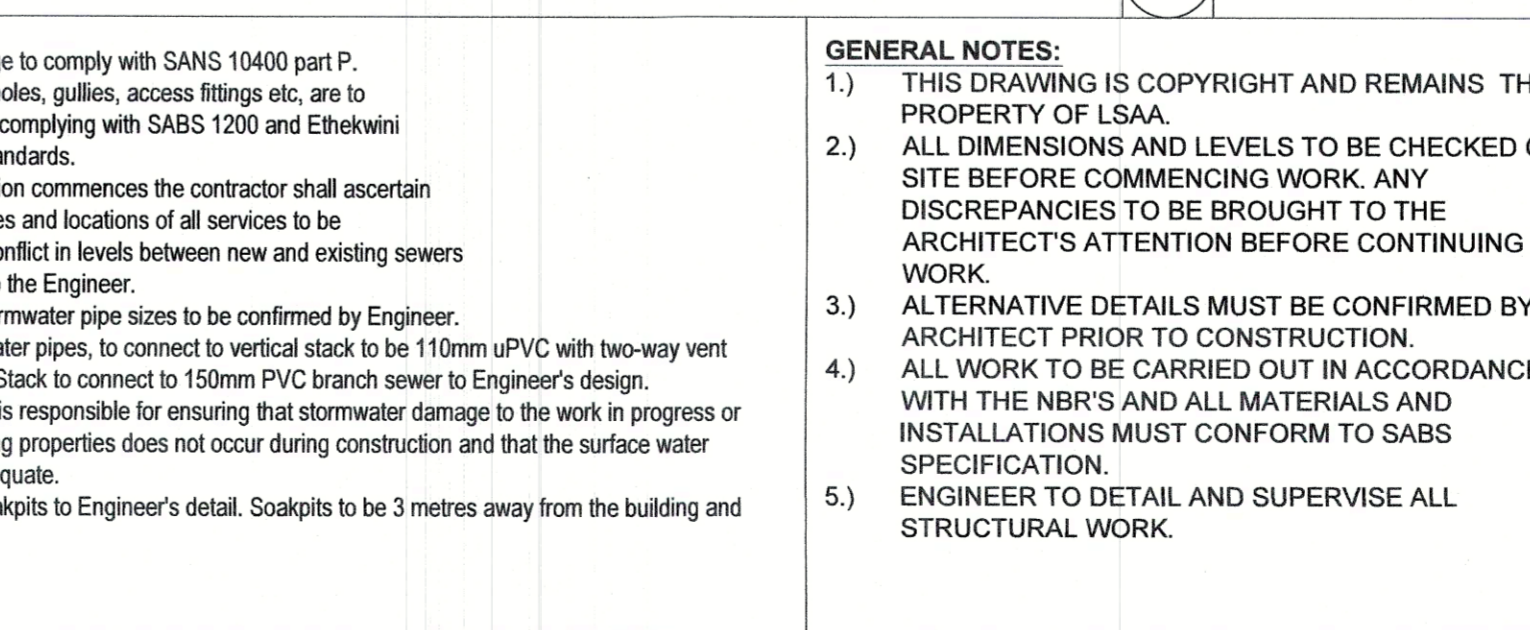 e to comply with SANS 10400 part P.
oles, gullies, access fittings etc, are to
complying with SABS 1200 and Ethekwini
andards.
ion commences the contractor shall ascertain
es and locations of all services to be
onflict in levels between new and existing sewers
the Engineer.
rmwater pipe sizes to be confirmed by Engineer.
ater pipes, to connect to vertical stack to be 110mm uPVC with two-way vent
Stack to connect to 150mm PVC branch sewer to Engineer's design.
is responsible for ensuring that stormwater damage to the work in progress or
g properties does not occur during construction and that the surface water
quate.
akpits to Engineer's detail. Soakpits to be 3 metres away from the building and
GENERAL NOTES:
1.) THIS DRAWING IS COPYRIGHT AND REMAINS TH
PROPERTY OF LSAA.
2.) ALL DIMENSIONS AND LEVELS TO BE CHECKED
SITE BEFORE COMMENCING WORK. ANY
DISCREPANCIES TO BE BROUGHT TO THE
ARCHITECT'S ATTENTION BEFORE CONTINUING
WORK.
3.) ALTERNATIVE DETAILS MUST BE CONFIRMED BY
ARCHITECT PRIOR TO CONSTRUCTION.
4.) ALL WORK TO BE CARRIED OUT IN ACCORDANC
WITH THE NBR'S AND ALL MATERIALS AND
INSTALLATIONS MUST CONFORM TO SABS
SPECIFICATION.
5.) ENGINEER TO DETAIL AND SUPERVISE ALL
STRUCTURAL WORK.